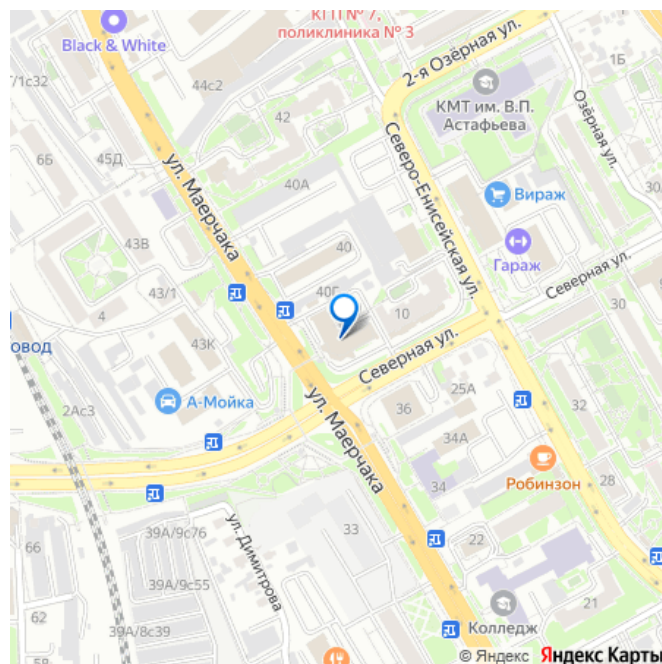 КГП № 7,
поликлиника № 3
Black & White
2-я Озёрная ул.
1Б
44с2
КМТ им. В.П.
Астафьева
Озёрная ул.
42
6Б
45Д
ул. Маерчака
Северо-Енисейская ул.
40А
Вираж
43В
40
Гараж
Северная ул.
43/1
40Г
4
10
30
ОВОД
43К
Северная ул.
25А
А-Мойка
2Ас3
ул. Маерчака
36
32
34А
Робинзон
34
28
39А/9с76
ул. Димитрова
33
66
22
39А/9с55
62
21
39А/8с39
Колледж
58
© Яндекс Яндекс Карты